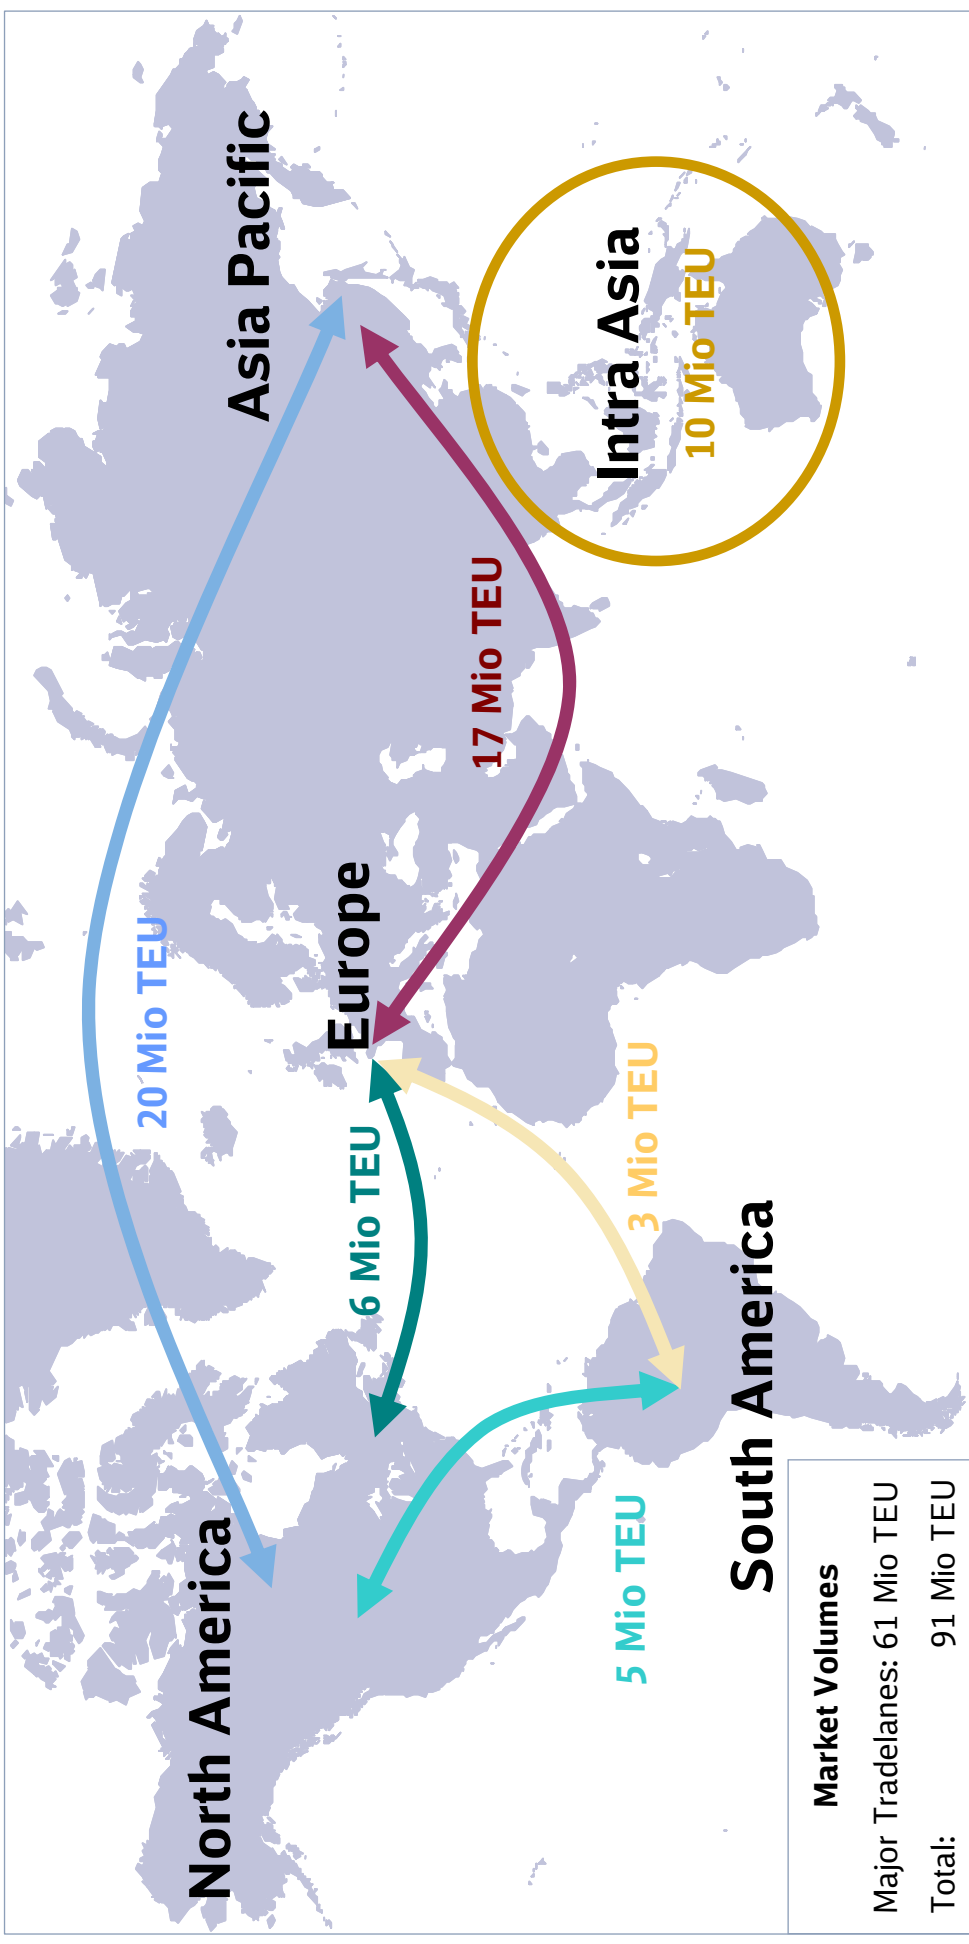 North America
Europe
Asia Pacific
20 Mio TEU
6 Mio TEU
17 Mio TEU
Intra Asia
10 Mio TEU
5 Mio TEU
3 Mio TEU
South America
Market Volumes
Major Tradelanes: 61 Mio TEU
Total: 91 Mio TEU